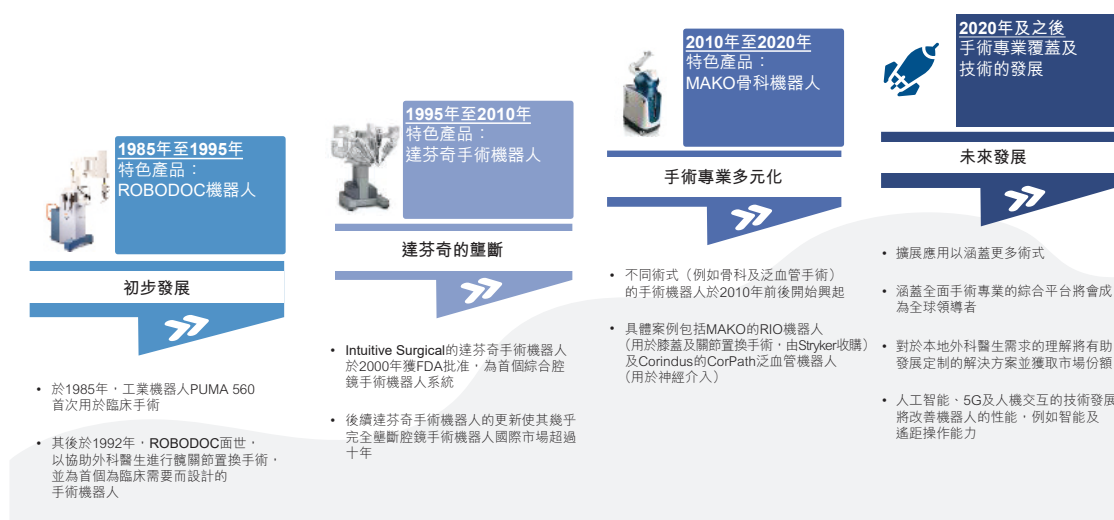 1985年至1995年
特色產品：
ROBODOC機器人
初步發展
• 於1985年，工業機器人PUMA 560
首次用於臨床手術
• 其後於1992年，ROBODOC面世，
以協助外科醫生進行髖關節置換手術，
並為首個為臨床需要而設計的
手術機器人
1995年至2010年
特色產品：
達芬奇手術機器人
達芬奇的壟斷
• Intuitive Surgical的達芬奇手術機器人
於2000年獲FDA批准，為首個綜合腔
鏡手術機器人系統
• 後續達芬奇手術機器人的更新使其幾乎
完全壟斷腔鏡手術機器人國際市場超過
十年
2010年至2020年
特色產品：
MAKO骨科機器人
手術專業多元化
• 不同術式（例如骨科及泛血管手術）
的手術機器人於2010年前後開始興起
• 具體案例包括MAKO的RIO機器人
（用於膝蓋及關節置換手術，由Stryker收購）
及Corindus的CorPath泛血管機器人
（用於神經介入）
2020年及之後
手術專業覆蓋及
技術的發展
未來發展
• 擴展應用以涵蓋更多術式
• 涵蓋全面手術專業的綜合平台將會成
為全球領導者
• 對於本地外科醫生需求的理解將有助
發展定制的解決方案並獲取市場份額
• 人工智能、5G及人機交互的技術發展
將改善機器人的性能，例如智能及
遙距操作能力